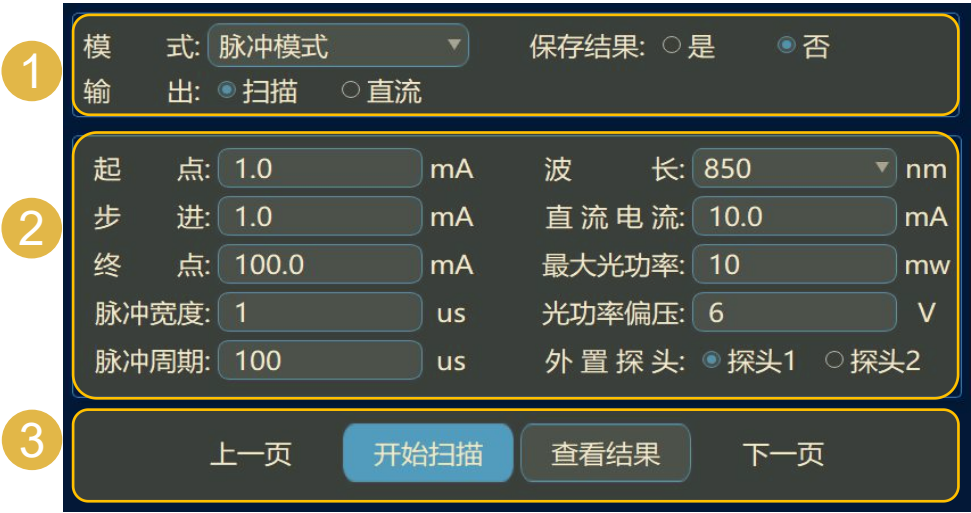 1
模 式: 脉冲模式 保存结果: 是 否
输 出: 扫描 直流
2
起 点: 1.0 mA 波 长: 850 nm
步 进: 1.0 mA 直流电流: 10.0 mA
终 点: 100.0 mA 最大光功率: 10 mw
脉冲宽度: 1 us 光功率偏压: 6 V
脉冲周期: 100 us 外置探头: 探头1 探头2
3
上一页 开始扫描 查看结果 下一页